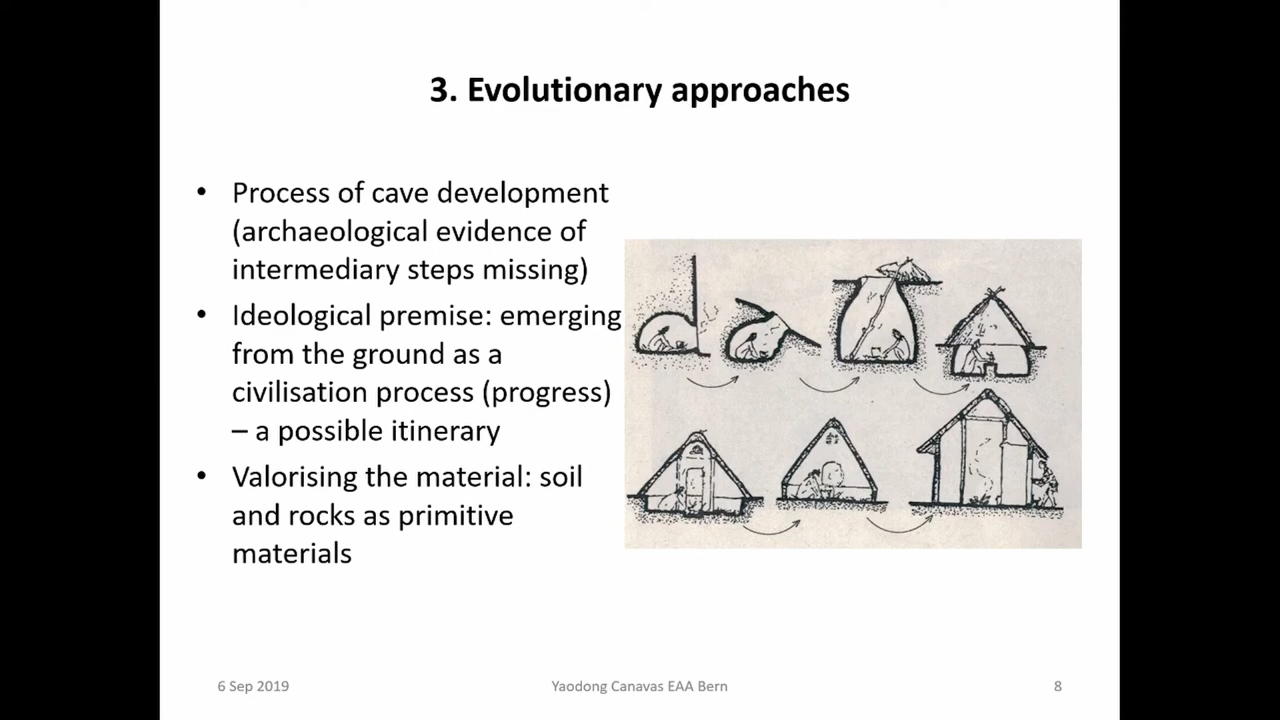 3. Evolutionary approaches
• Process of cave development
(archaeological evidence of
intermediary steps missing)
• Ideological premise: emerging
from the ground as a
civilisation process (progress)
– a possible itinerary
• Valorising the material: soil
and rocks as primitive
materials
6 Sep 2019
Yaodong Canavas EAA Bern
8